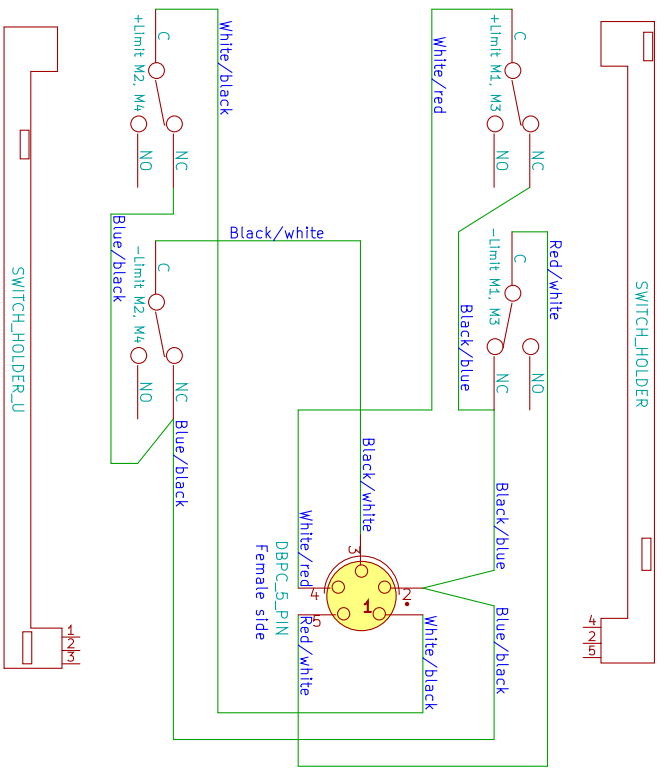 C
+Limit M2, M4
NO
NC
White/black
White/red
C
+Limit M1, M3
NO
NC
Blue/black
Black/white
C
-Limit M2, M4
NO
NC
C
-Limit M1, M3
NC
NO
Red/white
Black/blue
SWITCH_HOLDER_U
SWITCH_HOLDER
Blue/black
Black/white
White/red
Black/blue
DBPC_5_PIN
Female side
3
4
2
1
5
Red/white
White/black
Blue/black
1
2
3
4
2
5